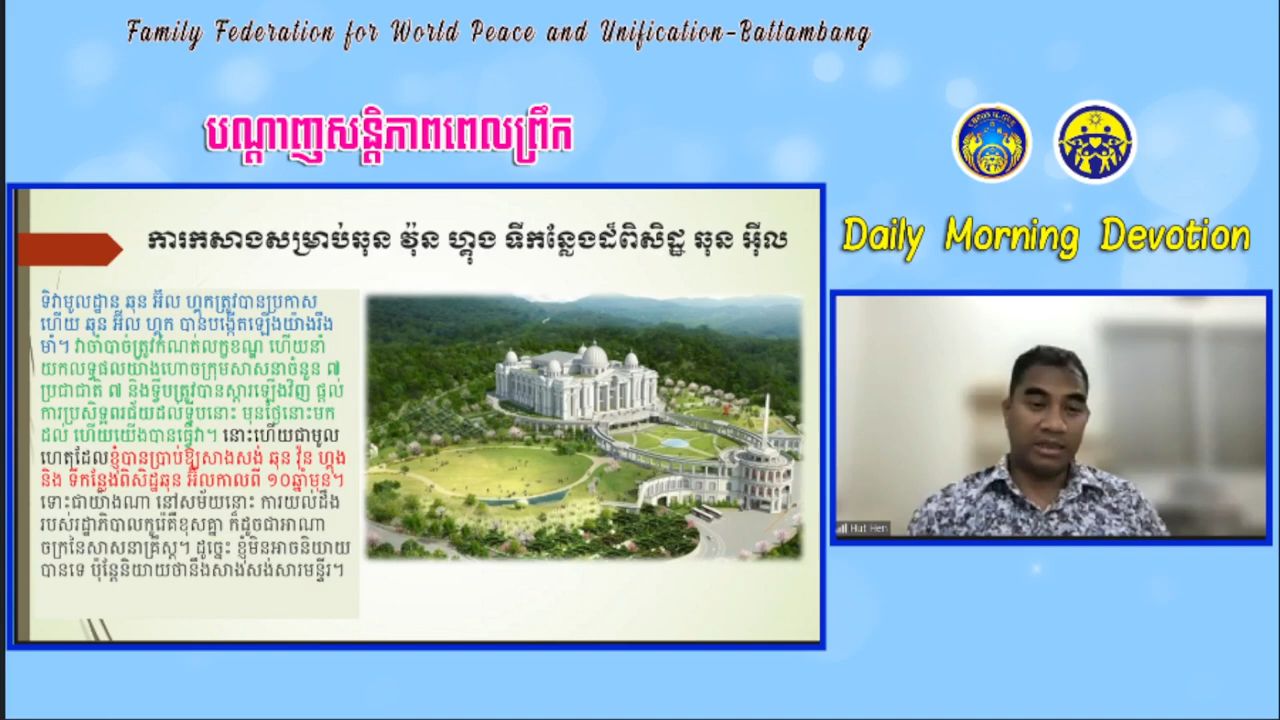 Family Federation for World Peace and Unification-Battambang
បណ្តាញសន្តិភាពពេលព្រឹក
Daily Morning Devotion
ការកសាងសម្រាប់ឆុន វ៉ុន ហ្គុង ទីកន្លែងដ៏ពិសិដ្ឋ ឆុន អ៊ីល
ទិវាមូលដ្ឋាន ឆុន អ៊ីល ហ្គុកត្រូវបានប្រកាស
ហើយ ឆុន អ៊ីល ហ្គុក បានបង្កើតឡើងយ៉ាងរឹង
មាំ។ វាចាំបាច់ត្រូវកំណត់លក្ខខណ្ឌ ហើយនាំ
យកលទ្ធផលយ៉ាងហោចក្រុមសាសនាចំនួន ៧
ប្រជាជាតិ ៧ និងទ្វីបត្រូវបានស្តារឡើងវិញ ផ្តល់
ការប្រសិទ្ធពរជ័យដល់ទ្វីបនោះ មុនថ្ងៃនោះមក
ដល់ ហើយយើងបានធ្វើវា។ នោះហើយជាមូល
ហេតុដែលខ្ញុំបានប្រាប់ឱ្យសាងសង់ ឆុន វ៉ុន ហ្គុង
និង ទីកន្លែងពិសិដ្ឋឆុន អ៊ីលកាលពី ១០ឆ្នាំមុន។
ទោះជាយ៉ាងណា នៅសម័យនោះ ការយល់ដឹង
របស់រដ្ឋាភិបាលកូរ៉េគឺខុសគ្នា ក៏ដូចជាអាណា
ចក្រនៃសាសនាគ្រីស្ត។ ដូច្នេះ ខ្ញុំមិនអាចនិយាយ
បានទេ ប៉ុន្តែនិយាយថានឹងសាងសង់សារមន្ទីរ។
Hut Hen